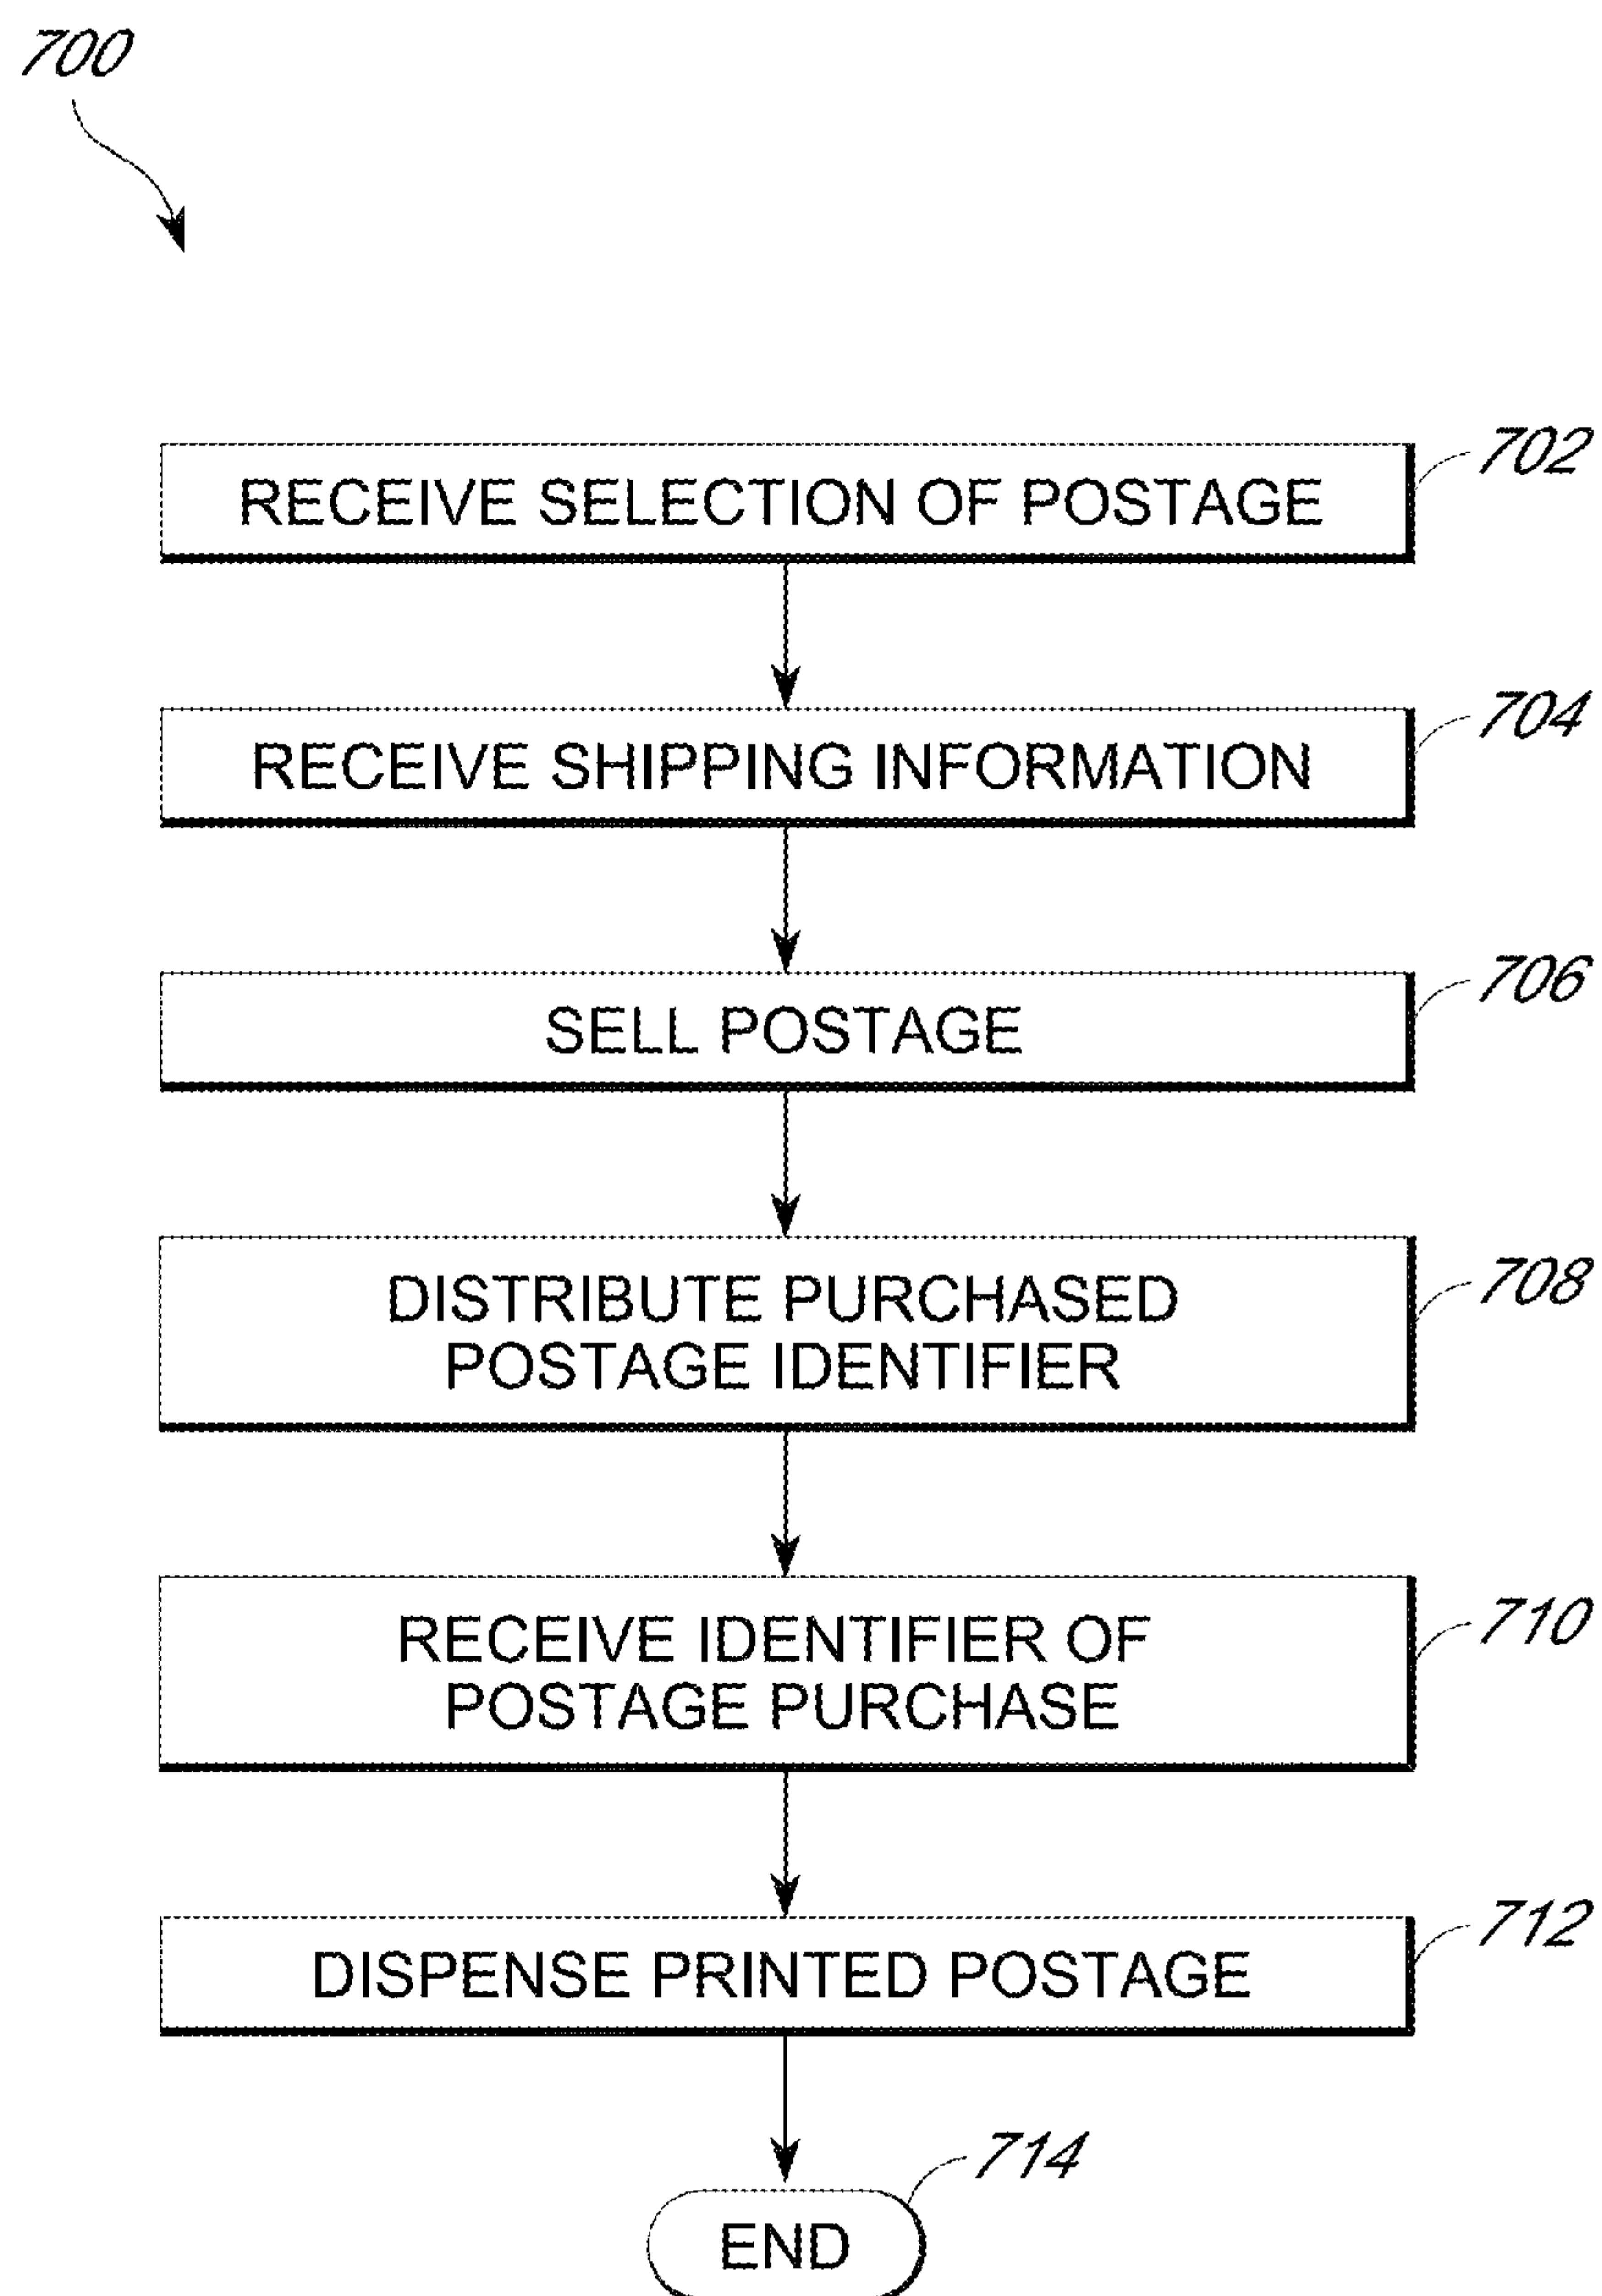 700
RECEIVE SELECTION OF POSTAGE
702
RECEIVE SHIPPING INFORMATION
704
SELL POSTAGE
706
DISTRIBUTE PURCHASED
POSTAGE IDENTIFIER
708
RECEIVE IDENTIFIER OF
POSTAGE PURCHASE
710
DISPENSE PRINTED POSTAGE
712
END
714